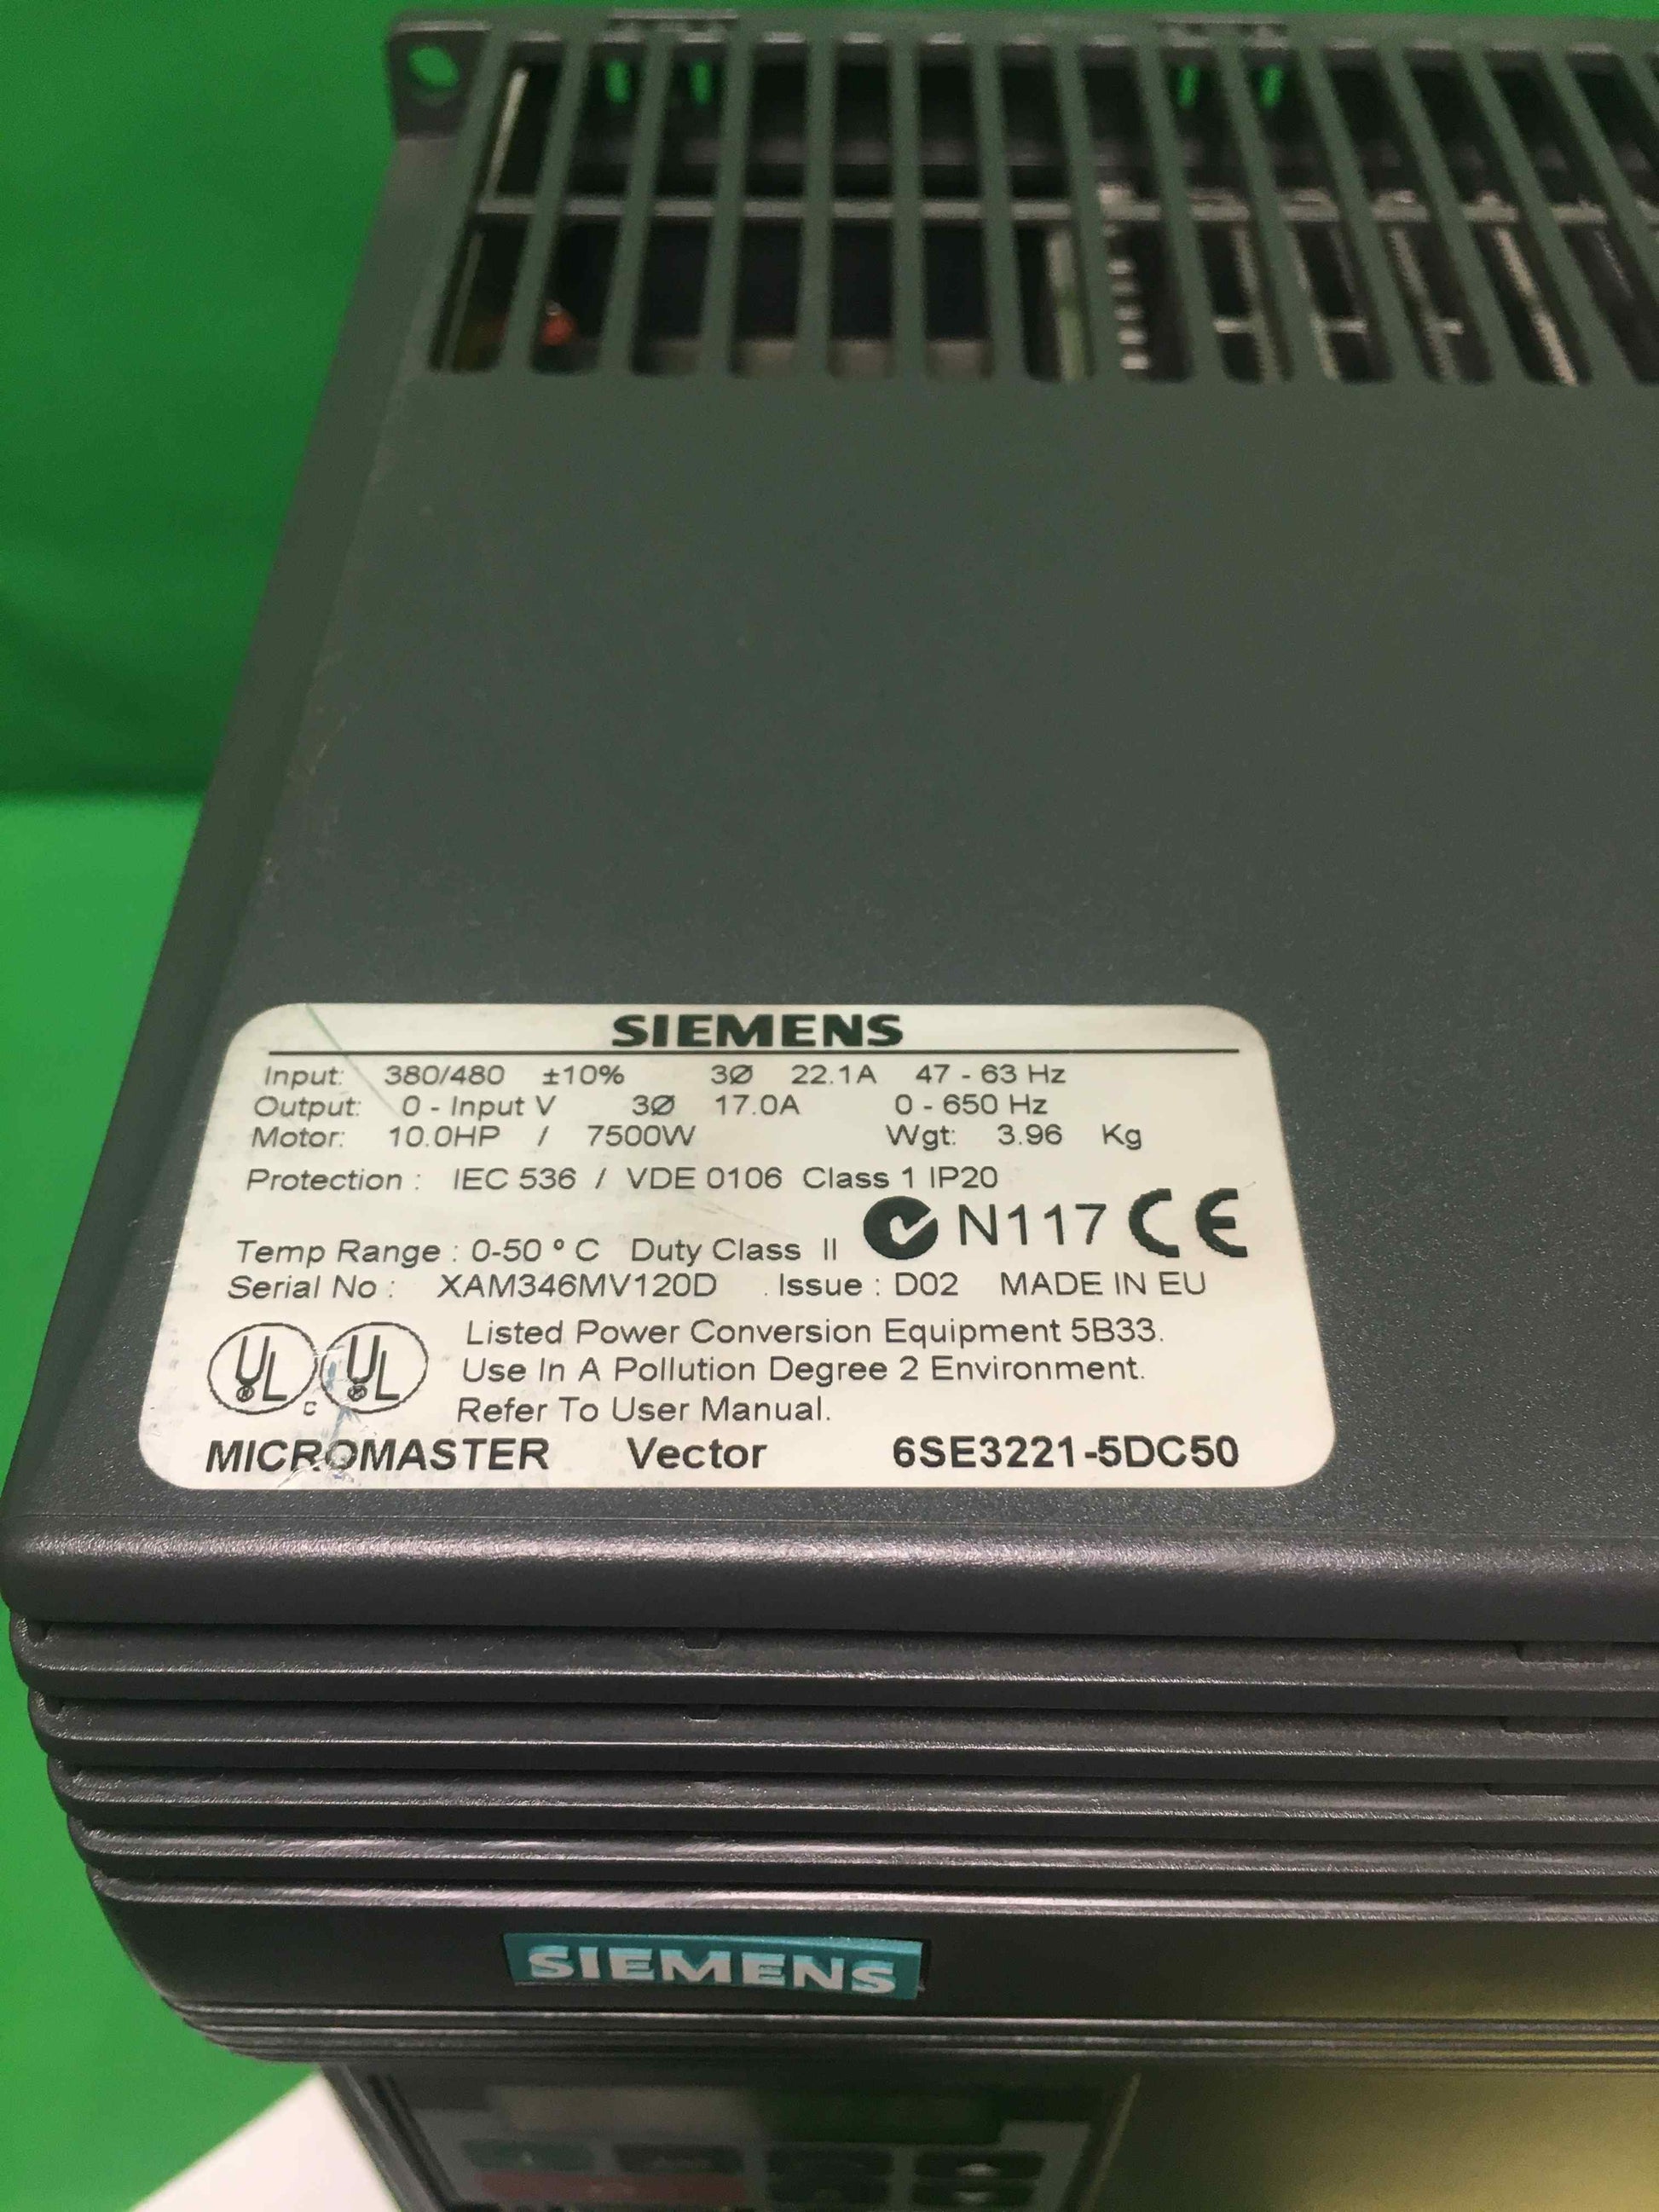 SIEMENS
Input: 380/480 ±10% 3Ø 22.1A 47 - 63 Hz
Output: 0 - Input V 3Ø 17.0A 0 - 650 Hz
Motor: 10.0HP / 7500W Wgt: 3.96 Kg
Protection : IEC 536 / VDE 0106 Class 1 IP20
N117 CE
Temp Range : 0-50 ° C Duty Class II
Serial No : XAM346MV120D . Issue : D02 MADE IN EU
UL c UL
Listed Power Conversion Equipment 5B33.
Use In A Pollution Degree 2 Environment.
Refer To User Manual.
MICROMASTER Vector 6SE3221-5DC50
SIEMENS